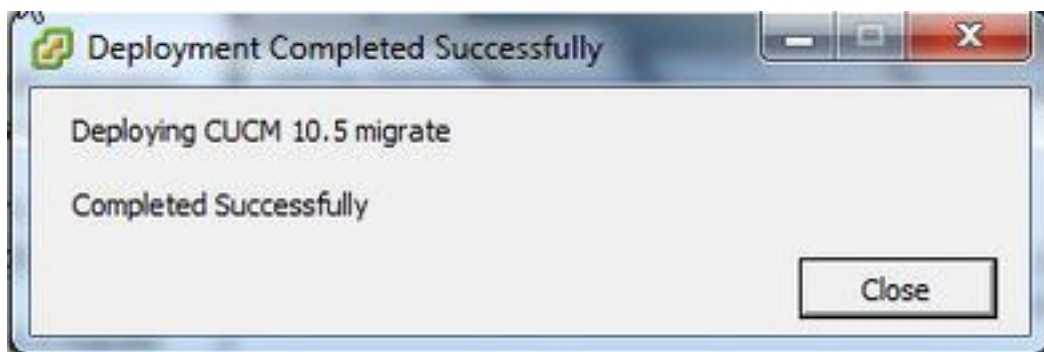 Deployment Completed Successfully
Deploying CUCM 10.5 migrate
Completed Successfully
Close